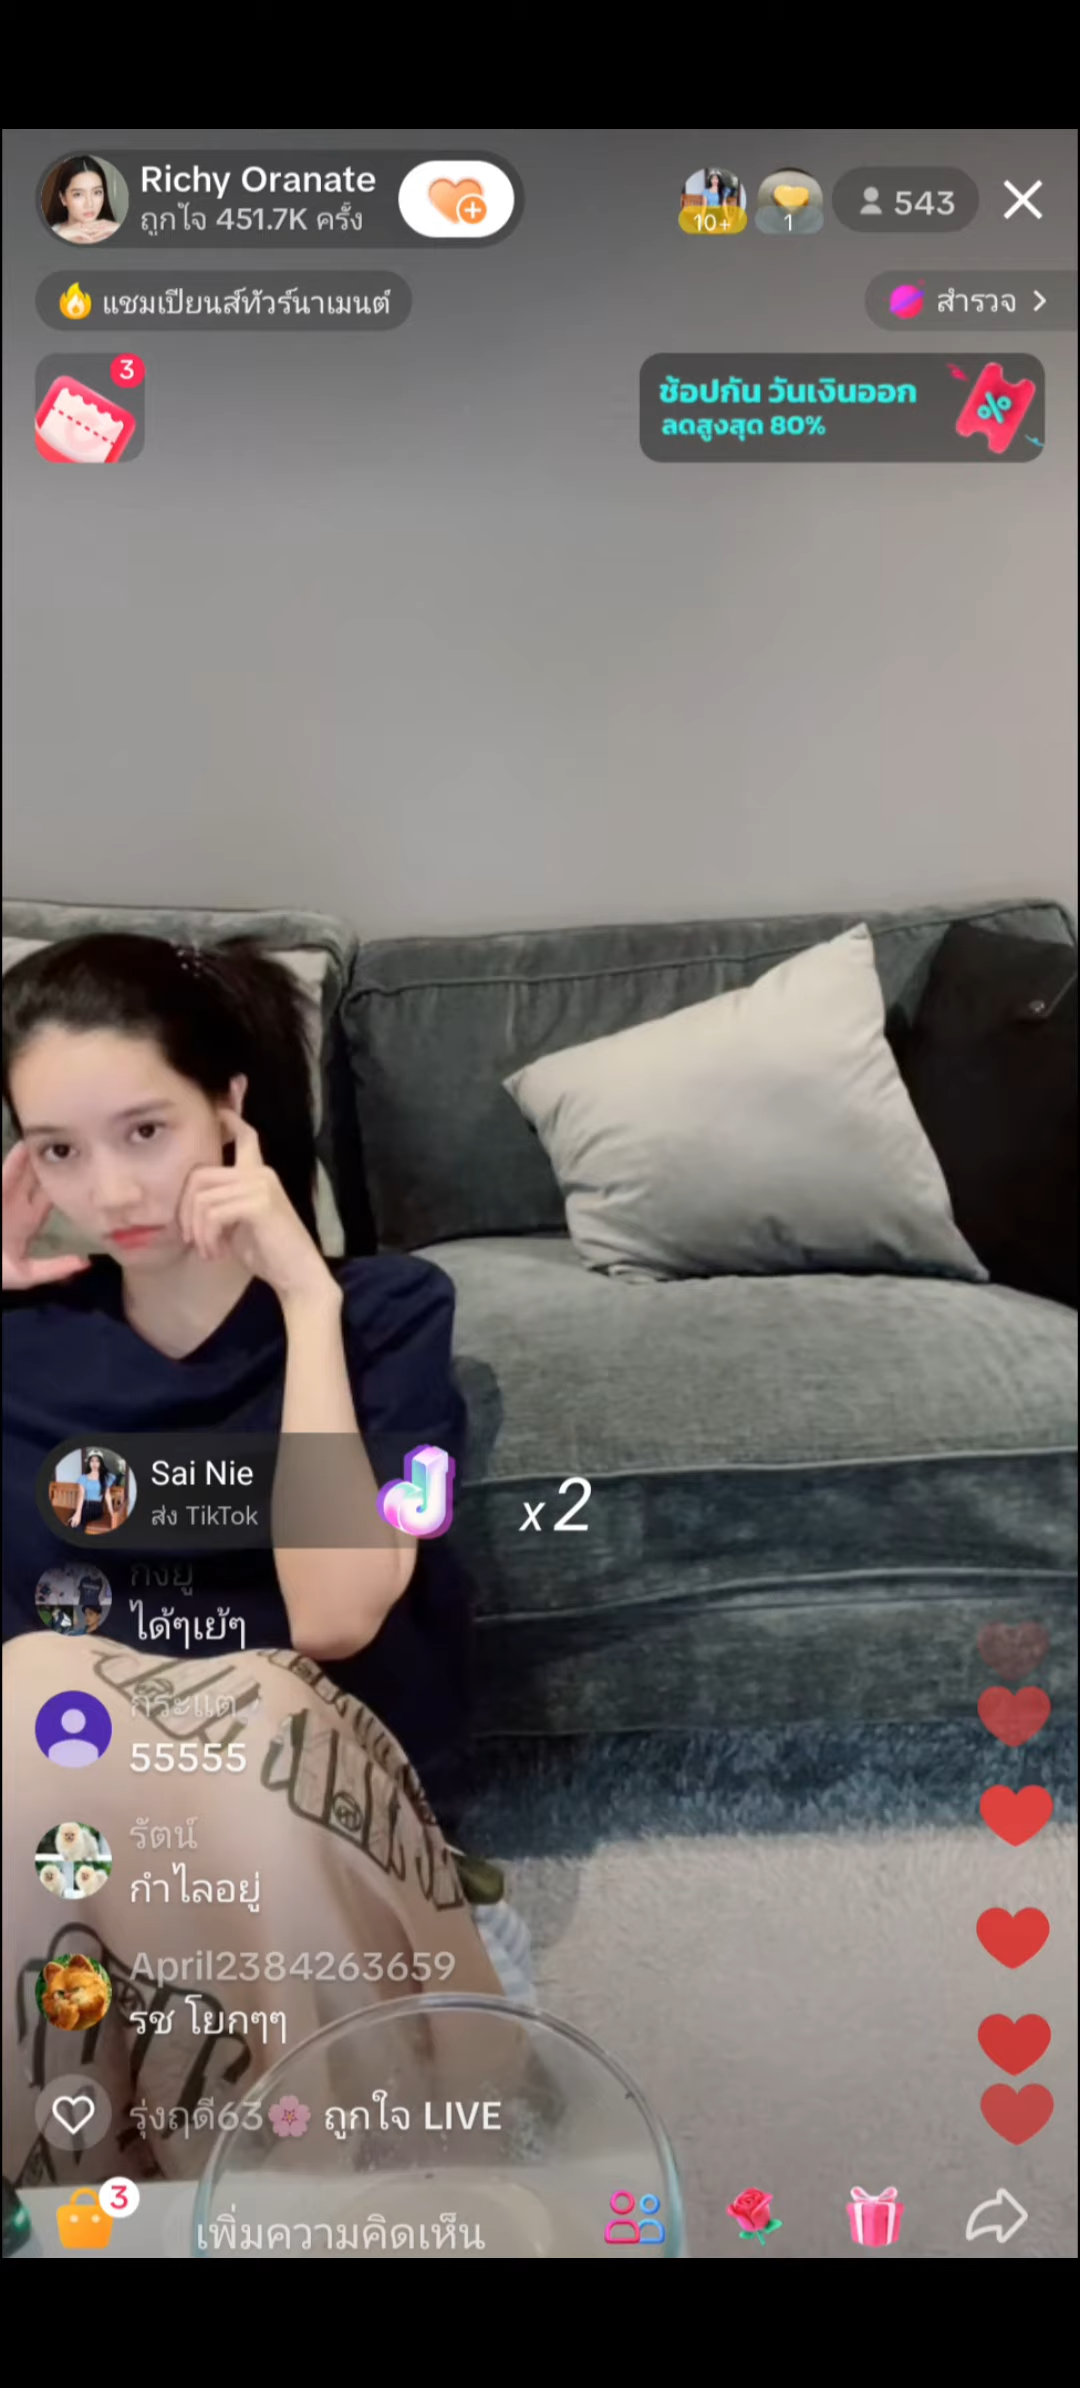 Richy Oranate
ถูกใจ 451.7K ครั้ง
10+
1
543
แชมเปียนส์ทัวร์นาเมนต์
สำรวจ
3
ช้อปกัน วันเงินออก
ลดสูงสุด 80%
Sai Nie
ส่ง TikTok
x2
กงยู
ได้ๆเย้ๆ
กระแต
55555
รัตน์
กำไลอยู่
April2384263659
รช โยกๆๆ
รุ่งฤดี63🌸 ถูกใจ LIVE
3
เพิ่มความคิดเห็น